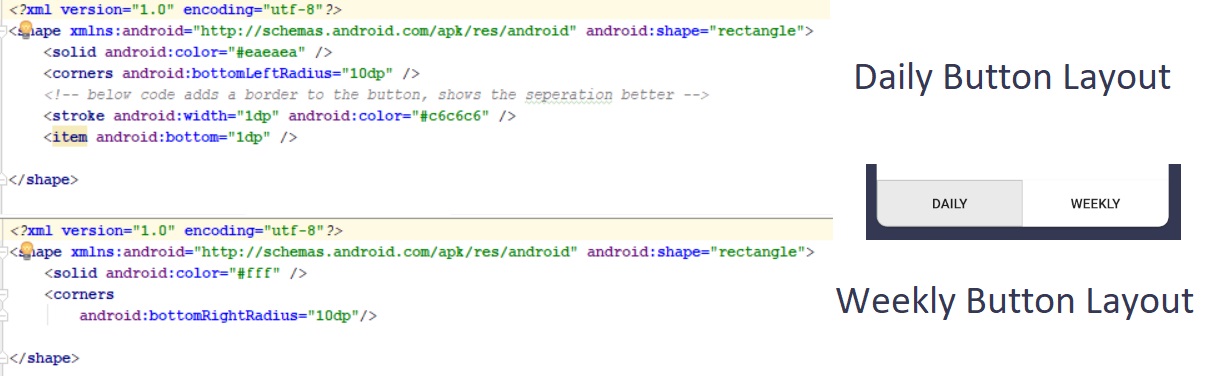 <?xml version="1.0" encoding="utf-8"?>
<shape xmlns:android="http://schemas.android.com/apk/res/android" android:shape="rectangle">
    <solid android:color="#eaeaea" />
    <corners android:bottomLeftRadius="10dp" />
    <!-- below code adds a border to the button, shows the seperation better -->
    <stroke android:width="1dp" android:color="#c6c6c6" />
    <item android:bottom="1dp" />
</shape>
<?xml version="1.0" encoding="utf-8"?>
<shape xmlns:android="http://schemas.android.com/apk/res/android" android:shape="rectangle">
    <solid android:color="#fff" />
    <corners
        android:bottomRightRadius="10dp"/>
</shape>
Daily Button Layout
DAILY WEEKLY
Weekly Button Layout